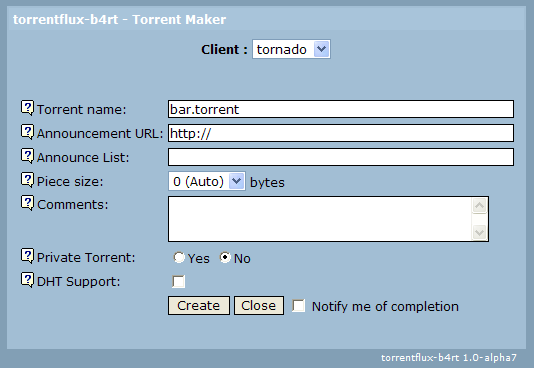 torrentflux-b4rt - Torrent Maker
Client : tornado
? Torrent name: bar.torrent
? Announcement URL: http://
? Announce List:
? Piece size: 0 (Auto) bytes
? Comments:
? Private Torrent: Yes No
? DHT Support:
Create Close Notify me of completion
torrentflux-b4rt 1.0-alpha7